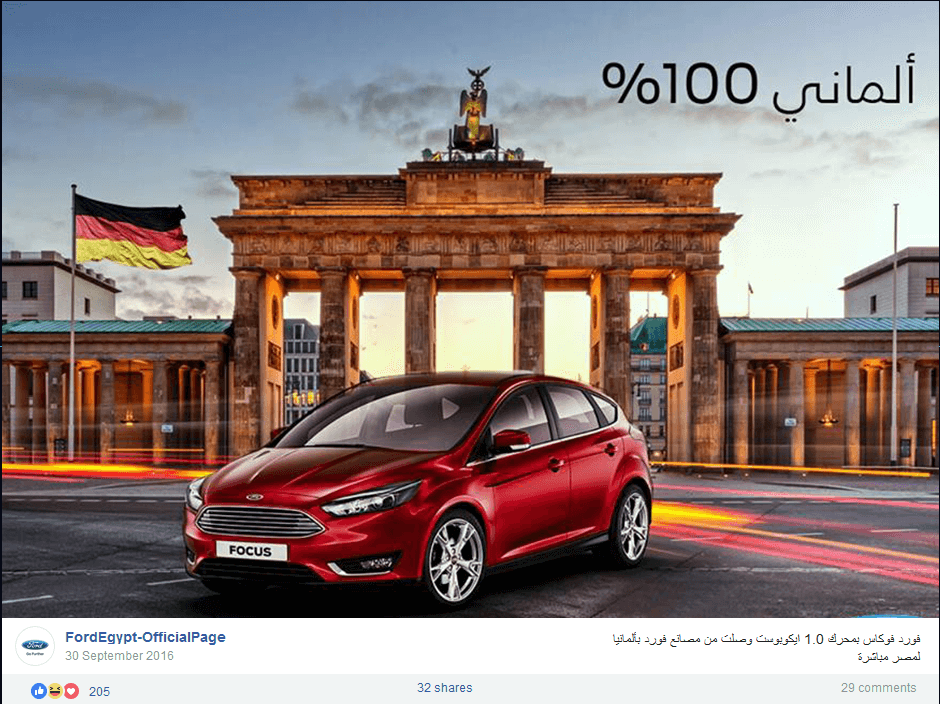 ألماني 100%
FOCUS
FordEgypt-OfficialPage
30 September 2016
فورد فوكاس بمحرك 1.0 ايكوبوست وصلت من مصانع فورد بألمانيا
لمصر مباشرة
205
32 shares
29 comments